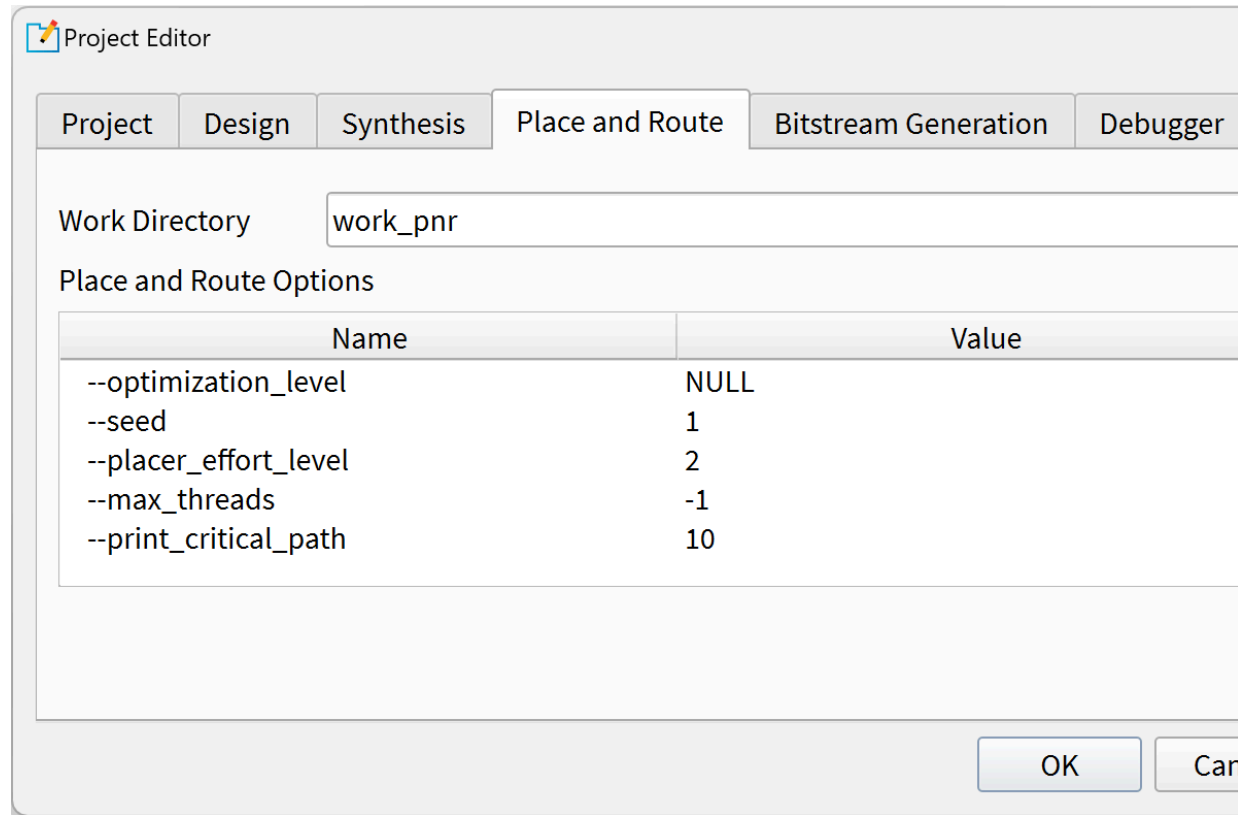 Project Editor
Project Design Synthesis Place and Route Bitstream Generation Debugger
Work Directory work_pnr
Place and Route Options
Name Value
--optimization_level NULL
--seed 1
--placer_effort_level 2
--max_threads -1
--print_critical_path 10
OK Can